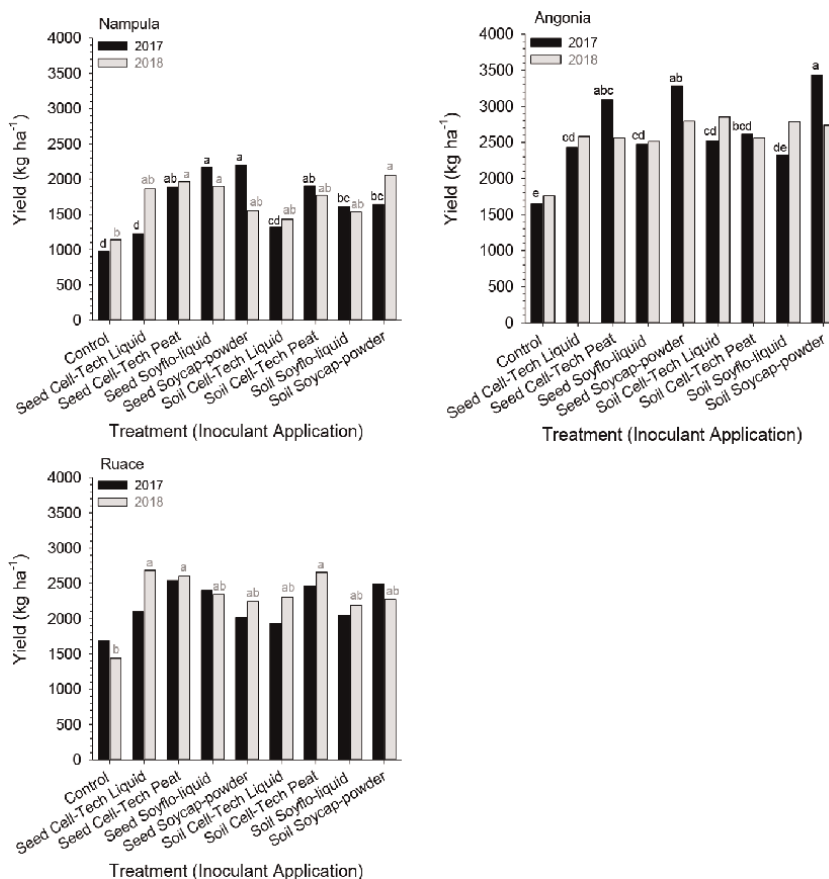 Nampula
2017
2018
4000
3500
3000
2500
2000
1500
1000
500
0
Yield (kg ha⁻¹)
d b
d ab
ab a
a a
a ab
cd ab
ab ab
bc ab
bc a
Control
Seed Cell-Tech Liquid
Seed Cell-Tech Peat
Seed Soyflo-liquid
Seed Soycap-powder
Soil Cell-Tech Liquid
Soil Cell-Tech Peat
Soil Soyflo-liquid
Soil Soycap-powder
Treatment (Inoculant Application)
Angonia
2017
2018
4000
3500
3000
2500
2000
1500
1000
500
0
Yield (kg ha⁻¹)
e
cd
abc
cd
ab
cd
bcd
de
a
Control
Seed Cell-Tech Liquid
Seed Cell-Tech Peat
Seed Soyflo-liquid
Seed Soycap-powder
Soil Cell-Tech Liquid
Soil Cell-Tech Peat
Soil Soyflo-liquid
Soil Soycap-powder
Treatment (Inoculant Application)
Ruace
2017
2018
4000
3500
3000
2500
2000
1500
1000
500
0
Yield (kg ha⁻¹)
b
a
a
ab
ab
ab
a
ab
ab
Control
Seed Cell-Tech Liquid
Seed Cell-Tech Peat
Seed Soyflo-liquid
Seed Soycap-powder
Soil Cell-Tech Liquid
Soil Cell-Tech Peat
Soil Soyflo-liquid
Soil Soycap-powder
Treatment (Inoculant Application)